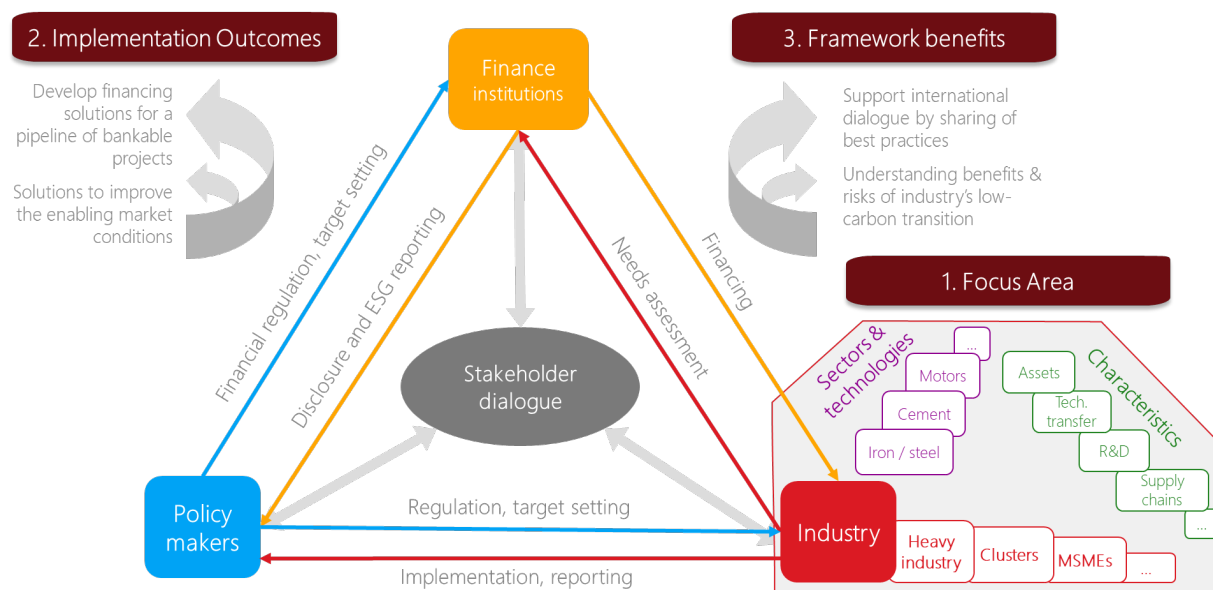 2. Implementation Outcomes
Develop financing
solutions for a
pipeline of bankable
projects
Solutions to improve
the enabling market
conditions
Finance
institutions
3. Framework benefits
Support international
dialogue by sharing of
best practices
Understanding benefits &
risks of industry's low-
carbon transition
Financial regulation, target setting
Disclosure and ESG reporting
Needs assessment
Financing
Stakeholder
dialogue
Policy
makers
Regulation, target setting
Implementation, reporting
Industry
1. Focus Area
Sectors &
technologies
...
Motors
Cement
Iron / steel
Characteristics
Assets
Tech.
transfer
R&D
Supply
chains
...
Heavy
industry
Clusters
MSMEs
...